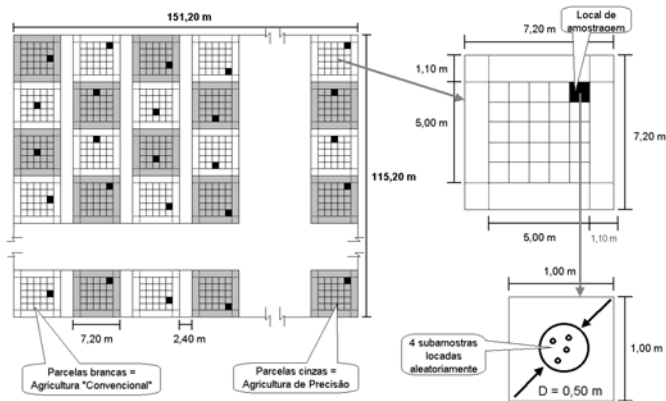 151,20 m
115,20 m
7,20 m
2,40 m
Parcelas brancas =
Agricultura "Convencional"
Parcelas cinzas =
Agricultura de Precisão
Local de
amostragem
7,20 m
1,10 m
5,00 m
7,20 m
5,00 m
1,10 m
1,00 m
4 subamostras
locadas
aleatoriamente
1,00 m
D = 0,50 m